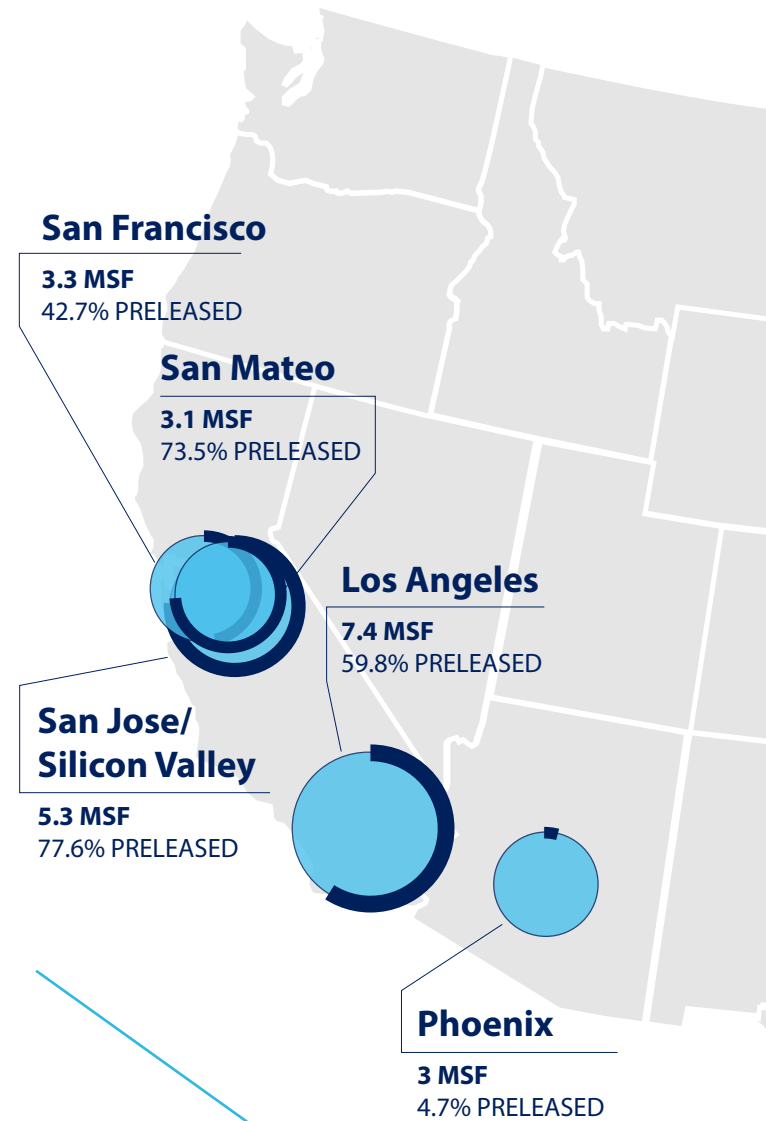 San Francisco
3.3 MSF
42.7% PRELEASED
San Mateo
3.1 MSF
73.5% PRELEASED
Los Angeles
7.4 MSF
59.8% PRELEASED
San Jose/
Silicon Valley
5.3 MSF
77.6% PRELEASED
Phoenix
3 MSF
4.7% PRELEASED